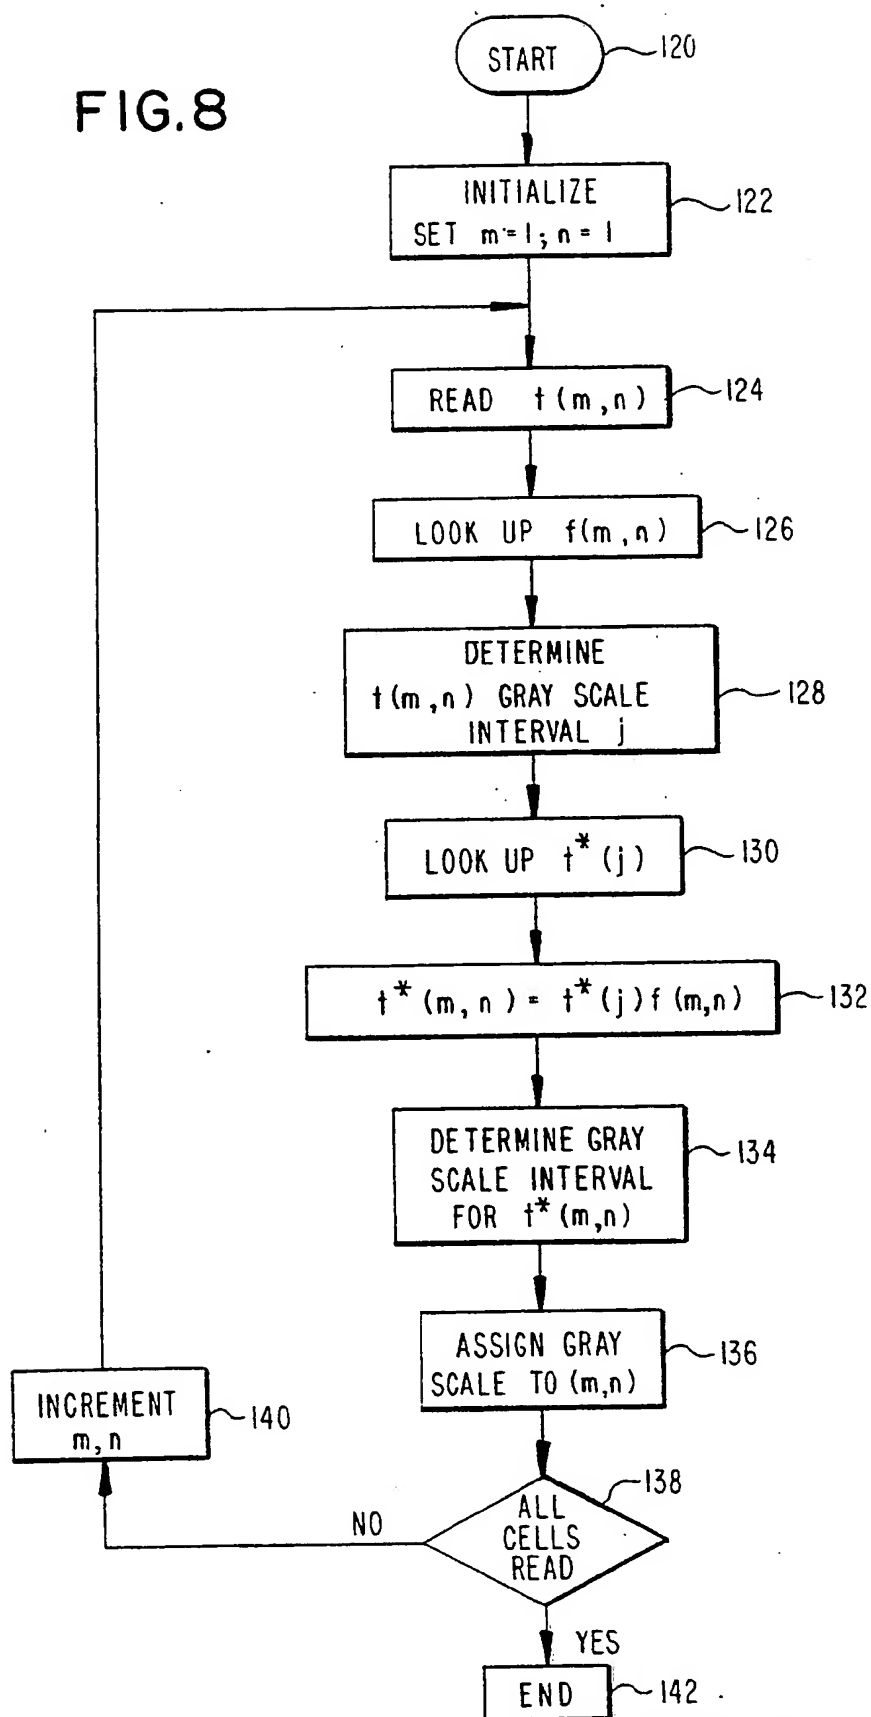 START
120
FIG. 8
INITIALIZE
SET m = 1 ; n = 1
122
READ t(m,n)
124
LOOK UP f(m,n)
126
DETERMINE
t(m,n) GRAY SCALE
INTERVAL j
128
LOOK UP t*(j)
130
t*(m,n) = t*(j)f(m,n)
132
DETERMINE GRAY
SCALE INTERVAL
FOR t*(m,n)
134
ASSIGN GRAY
SCALE TO (m,n)
136
INCREMENT
m,n
140
ALL
CELLS
READ
138
NO
YES
END
142